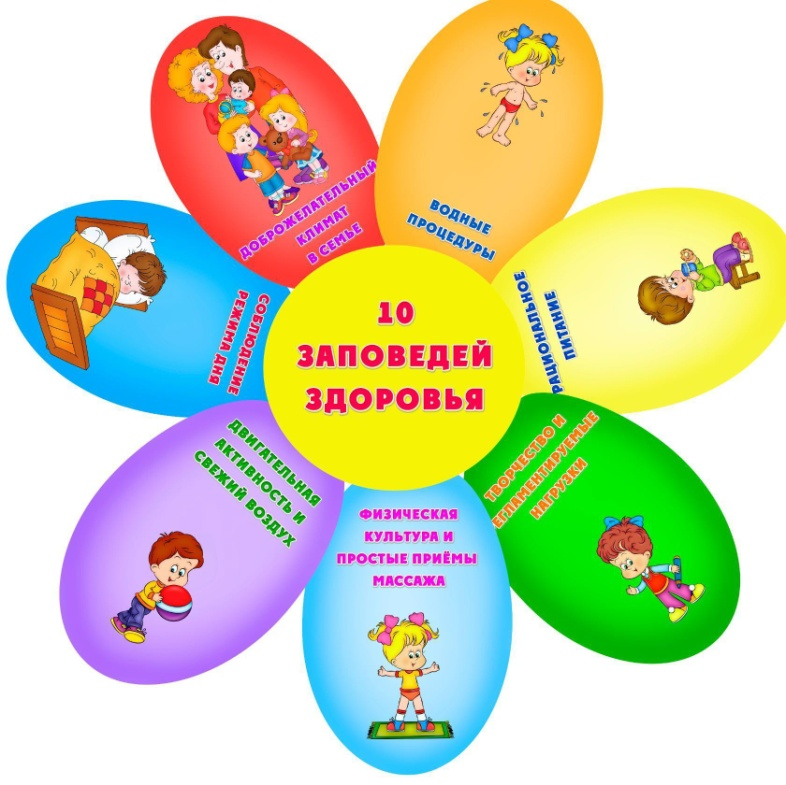 10
ЗАПОВЕДЕЙ
ЗДОРОВЬЯ
ДОБРОЖЕЛАТЕЛЬНЫЙ
КЛИМАТ
В СЕМЬЕ
ВОДНЫЕ
ПРОЦЕДУРЫ
РАЦИОНАЛЬНОЕ
ПИТАНИЕ
ТВОРЧЕСТВО И
ЕГЛАМЕНТИРУЕМЫЕ
НАГРУЗКИ
ФИЗИЧЕСКАЯ
КУЛЬТУРА И
ПРОСТЫЕ ПРИЁМЫ
МАССАЖА
ДВИГАТЕЛЬНАЯ
АКТИВНОСТЬ И
СВЕЖИЙ ВОЗДУХ
СОБЛЮДЕНИЕ
РЕЖИМА ДНЯ